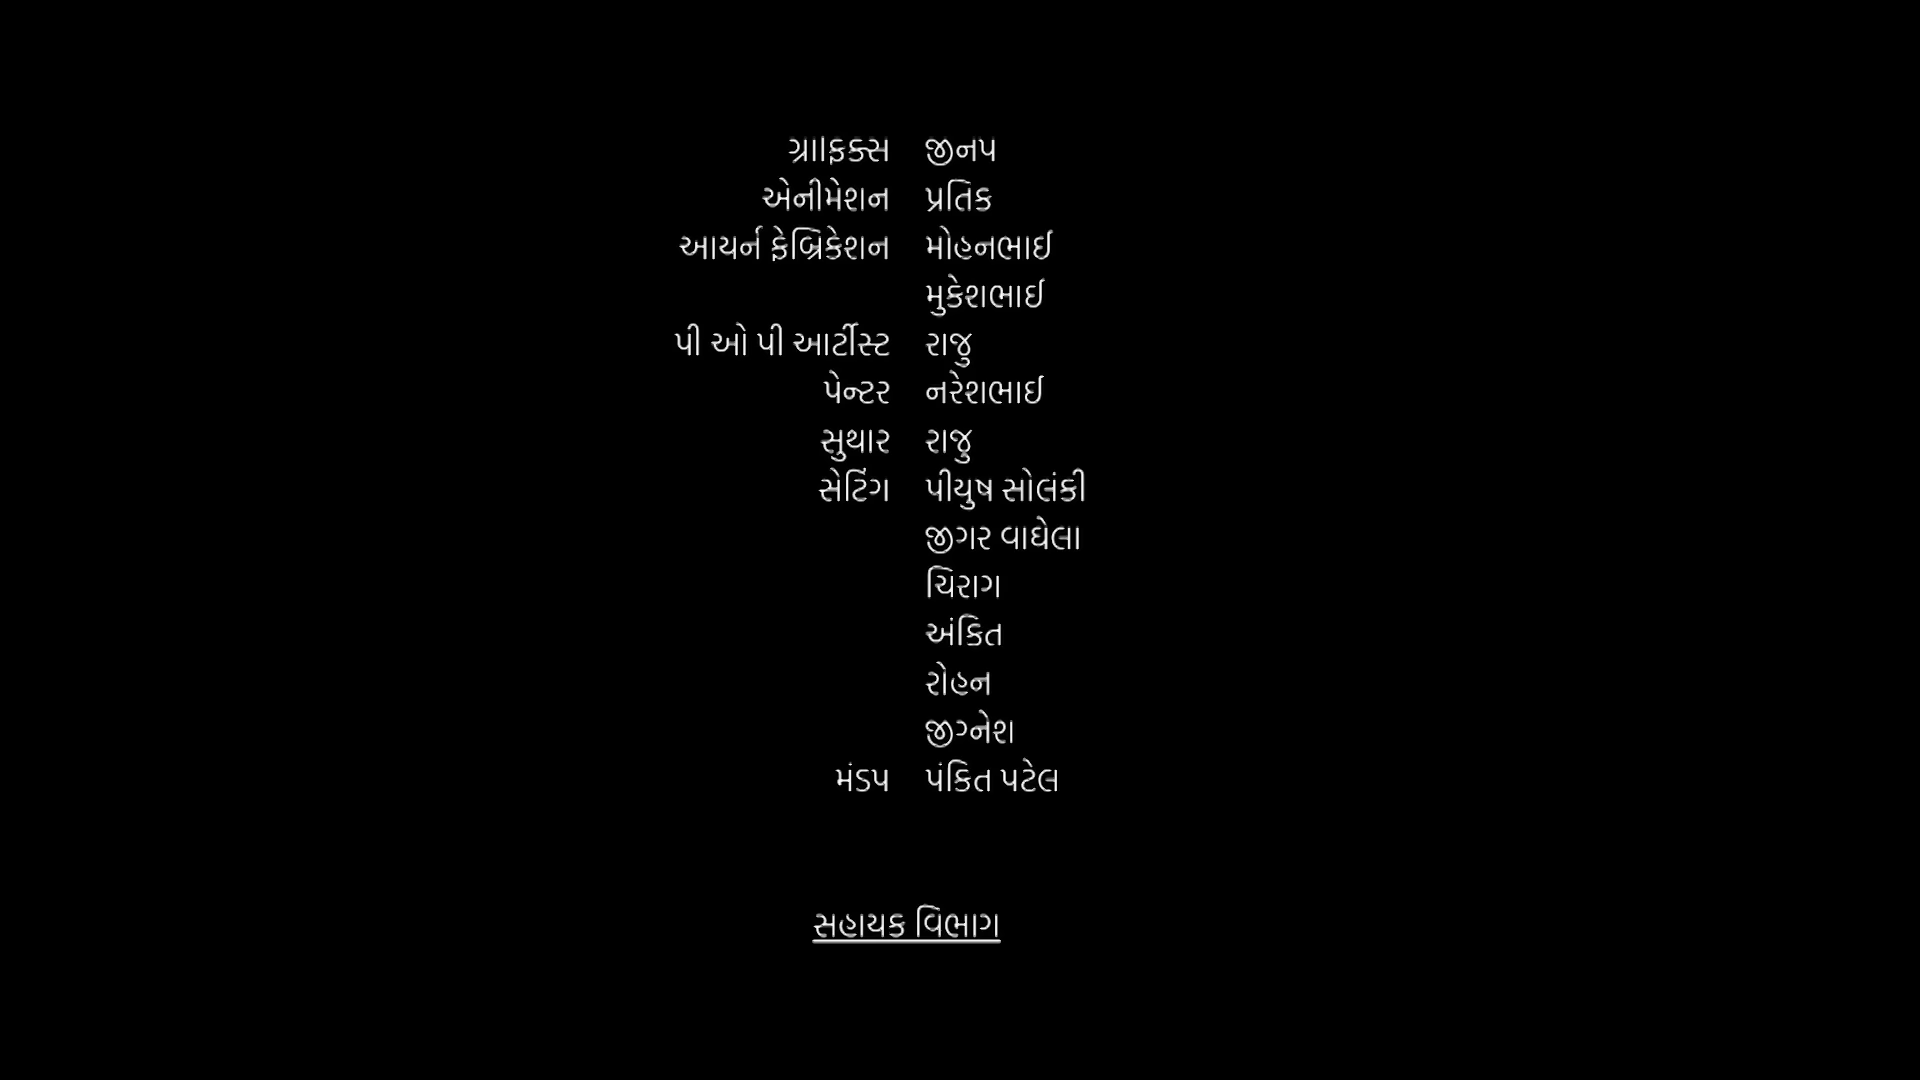 ગ્રાફિક્સ જીનપ
એનીમેશન પ્રતિક
આયર્ન ફેબ્રિકેશન મોહનભાઈ
મુકેશભાઈ
પી ઓ પી આર્ટીસ્ટ રાજુ
પેન્ટર નરેશભાઈ
સુથાર રાજુ
સેટિંગ પીયુષ સોલંકી
જીગર વાઘેલા
ચિરાગ
અંકિત
રોહન
જીગ્નેશ
મંડપ પંકિત પટેલ
સહાયક વિભાગ